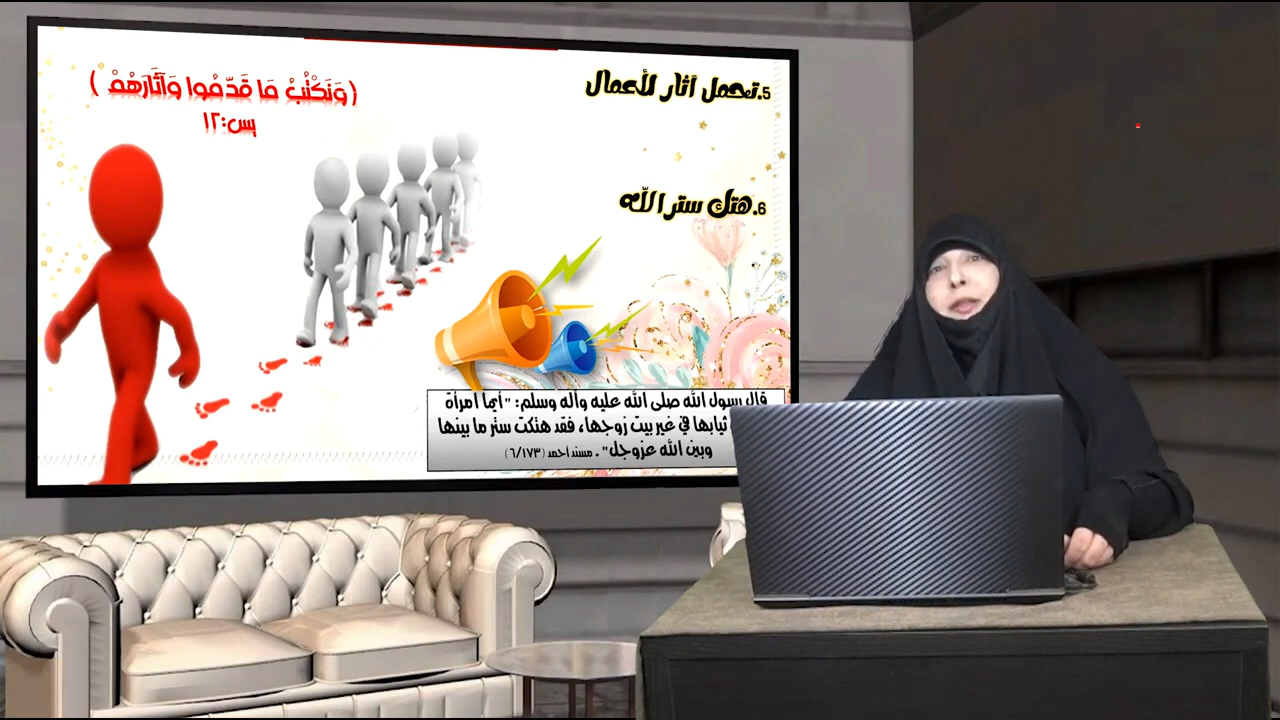 5.تحمل آثار لأعمال
(وَنَكْتُبُ مَا قَدَّمُوا وَآثَارَهُمْ )
يس:١٢
6.هتك ستر الله
قال رسول الله صلى الله عليه وآله وسلم: "أيما امرأة
ثيابها في غير بيت زوجها، فقد هتكت ستر ما بينها
وبين الله عزوجل" . مسند أحمد (٦/١٧٣)